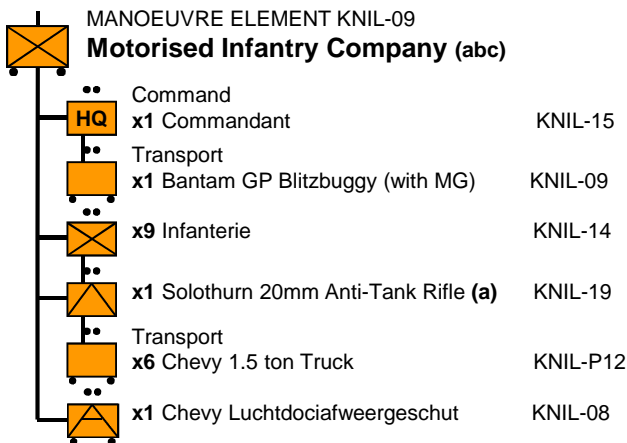 MANOEUVRE ELEMENT KNIL-09
Motorised Infantry Company (abc)
Command
HQ x1 Commandant KNIL-15
Transport
x1 Bantam GP Blitzbuggy (with MG) KNIL-09
x9 Infanterie KNIL-14
x1 Solothurn 20mm Anti-Tank Rifle (a) KNIL-19
Transport
x6 Chevy 1.5 ton Truck KNIL-P12
x1 Chevy Luchtdociafweergeschut KNIL-08